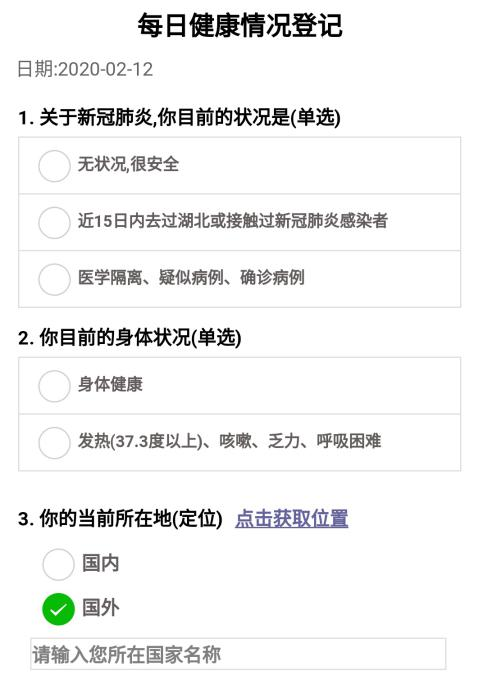 每日健康情况登记
日期:2020-02-12
1. 关于新冠肺炎,你目前的状况是(单选)
无状况,很安全
近15日内去过湖北或接触过新冠肺炎感染者
医学隔离、疑似病例、确诊病例
2. 你目前的身体状况(单选)
身体健康
发热(37.3度以上)、咳嗽、乏力、呼吸困难
3. 你的当前所在地(定位) 点击获取位置
国内
国外
请输入您所在国家名称